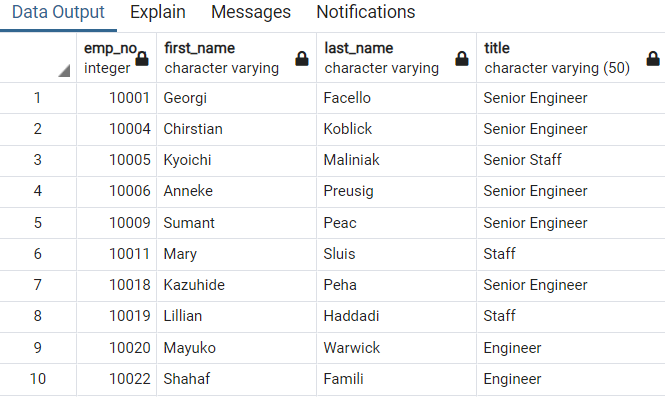 Data Output Explain Messages Notifications
emp_no first_name last_name title
integer character varying character varying character varying (50)
1 10001 Georgi Facello Senior Engineer
2 10004 Chirstian Koblick Senior Engineer
3 10005 Kyoichi Maliniak Senior Staff
4 10006 Anneke Preusig Senior Engineer
5 10009 Sumant Peac Senior Engineer
6 10011 Mary Sluis Staff
7 10018 Kazuhide Peha Senior Engineer
8 10019 Lillian Haddadi Staff
9 10020 Mayuko Warwick Engineer
10 10022 Shahaf Famili Engineer